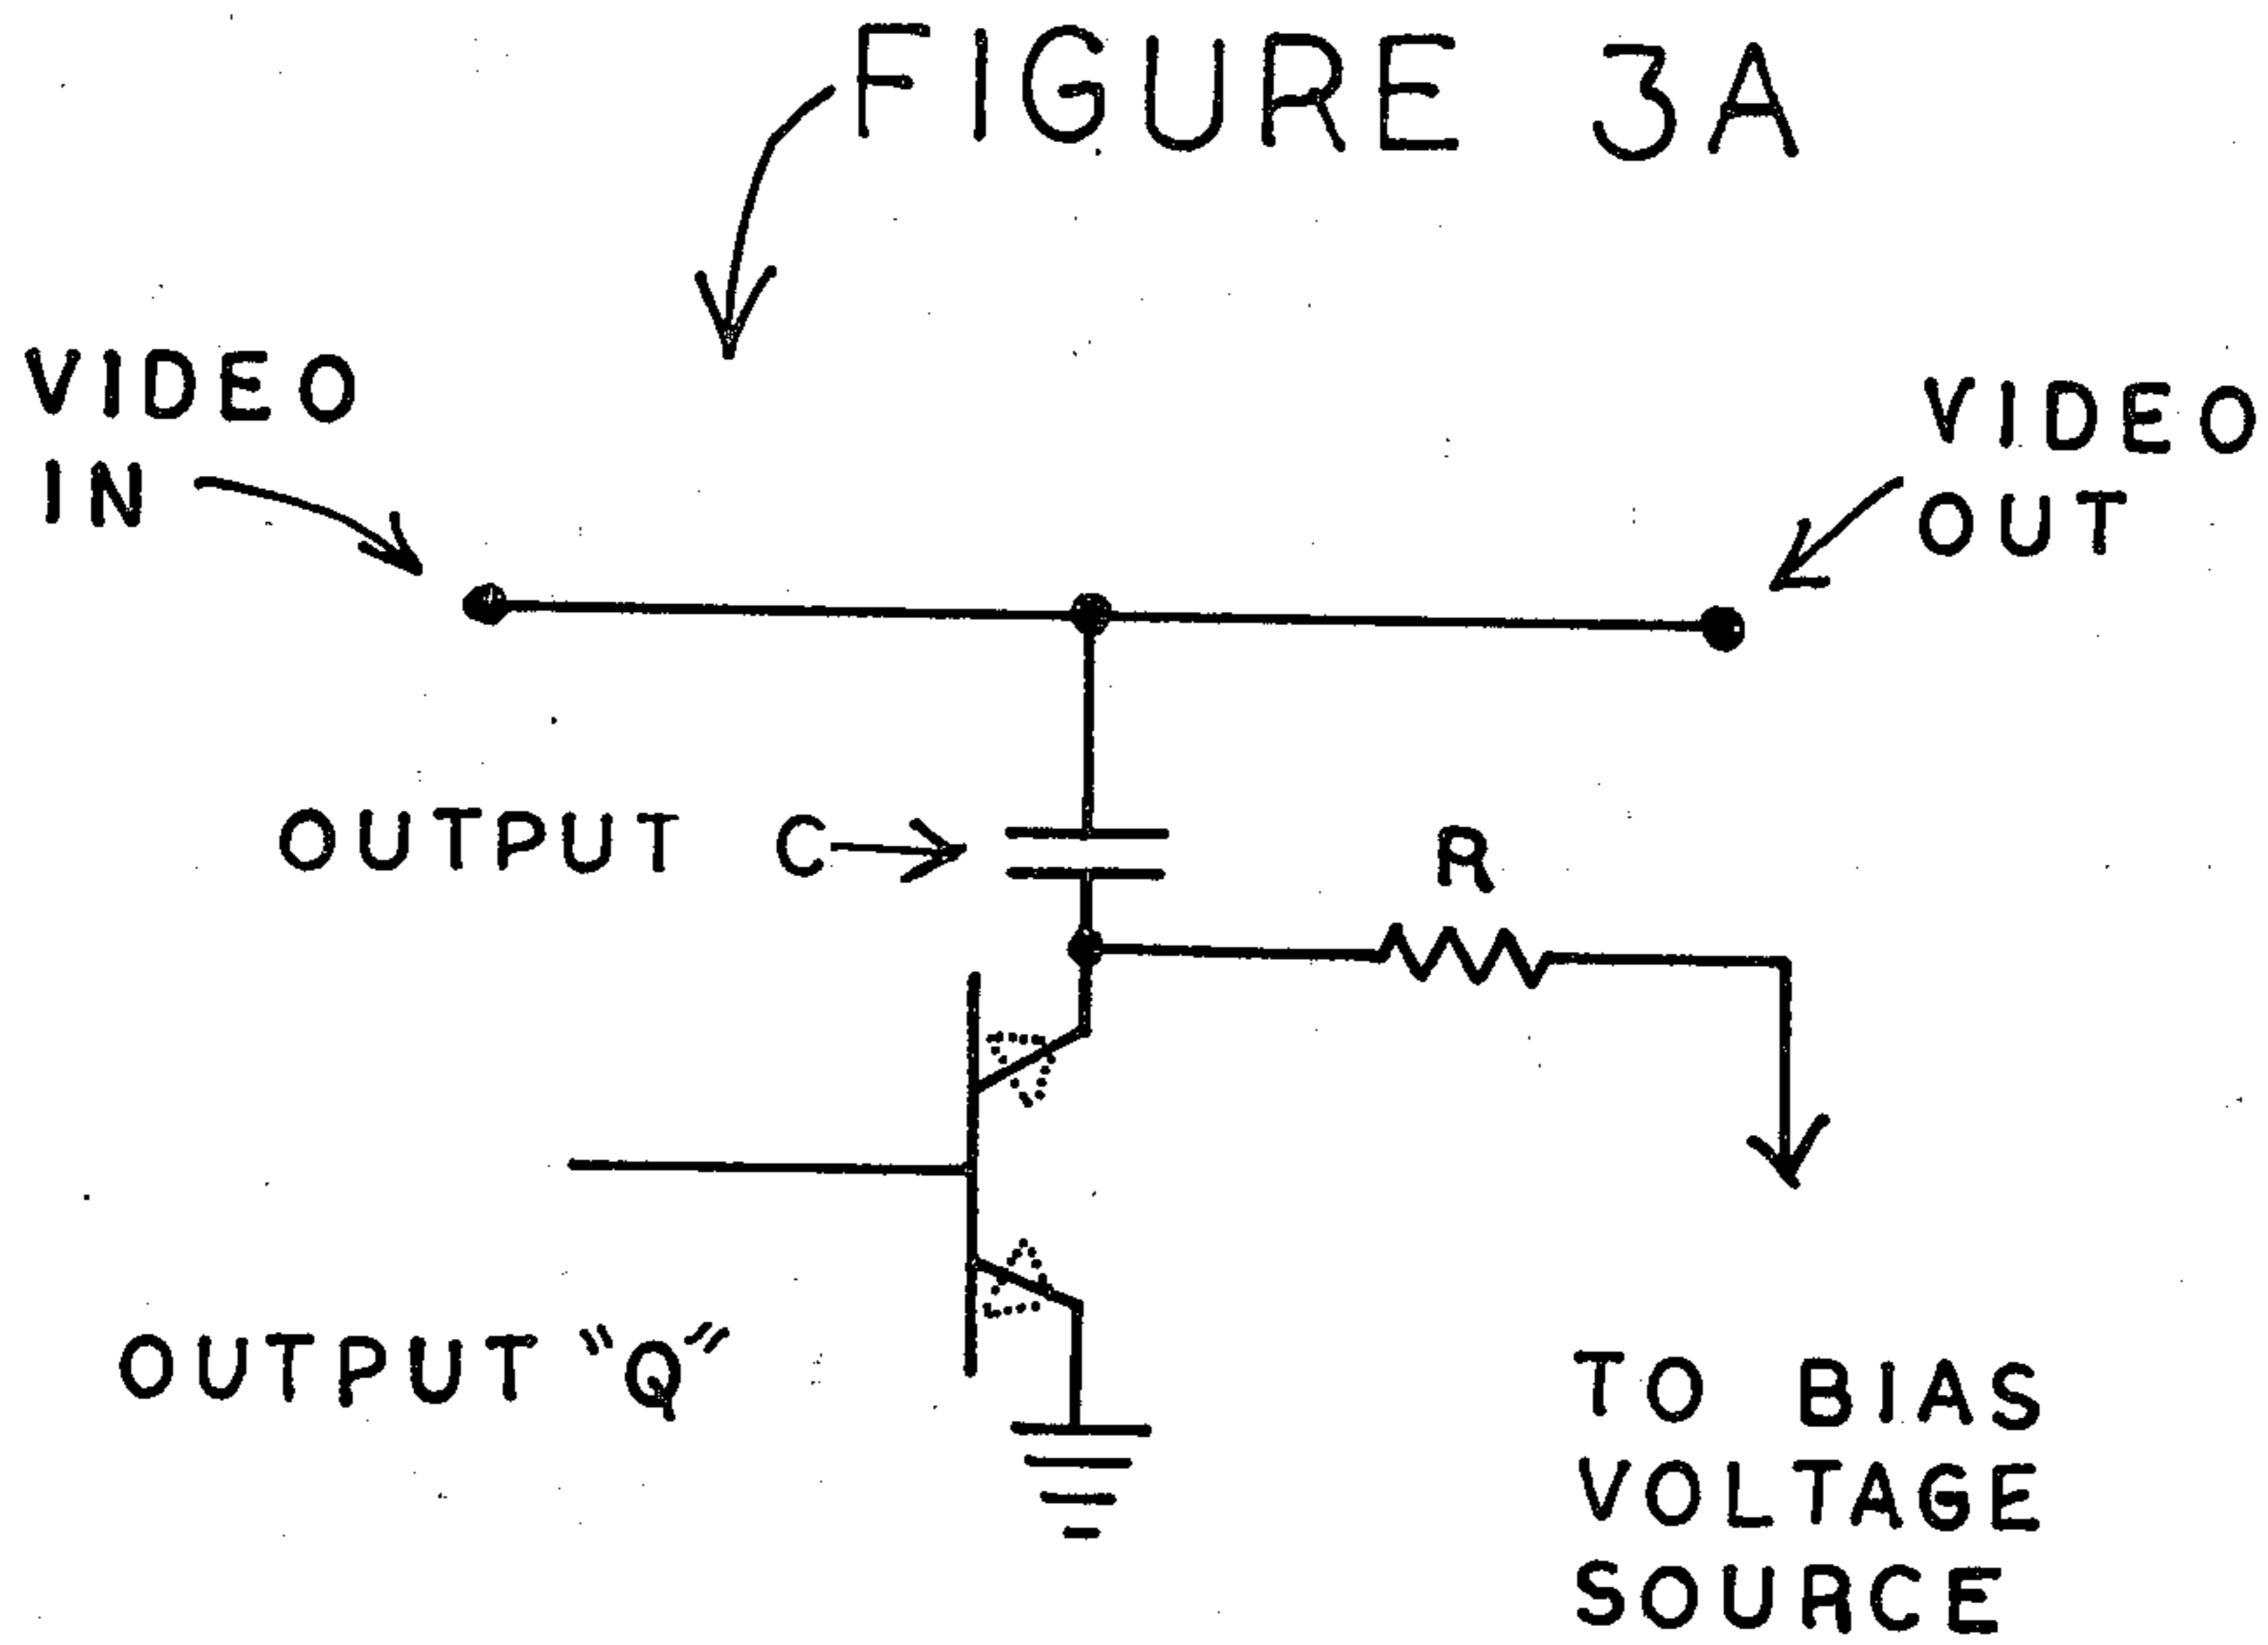 FIGURE 3A
VIDEO
IN
VIDEO
OUT
OUTPUT C
R
OUTPUT "Q"
TO BIAS
VOLTAGE
SOURCE